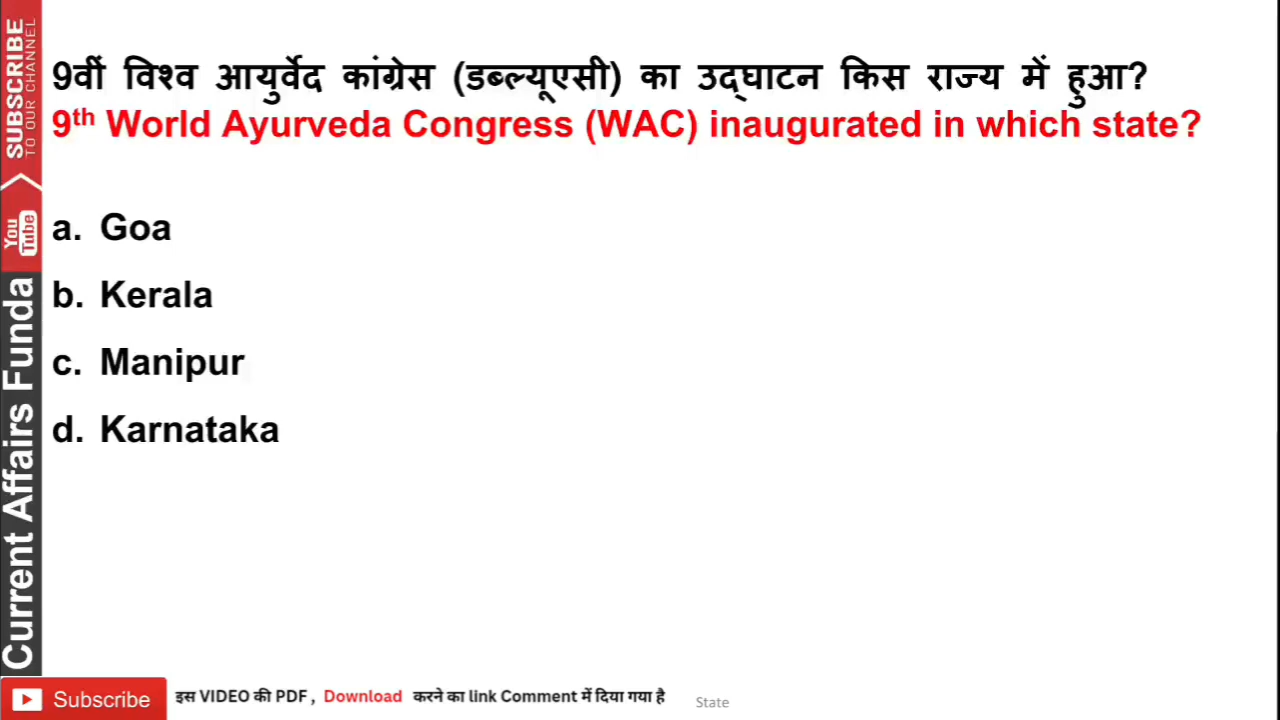 9वीं विश्व आयुर्वेद कांग्रेस (डब्ल्यूएसी) का उद्घाटन किस राज्य में हुआ?
9th World Ayurveda Congress (WAC) inaugurated in which state?
a. Goa
b. Kerala
c. Manipur
d. Karnataka
SUBSCRIBE
TO OUR CHANNEL
You Tube
Current Affairs Funda
Subscribe इस VIDEO की PDF , Download करने का link Comment में दिया गया है State